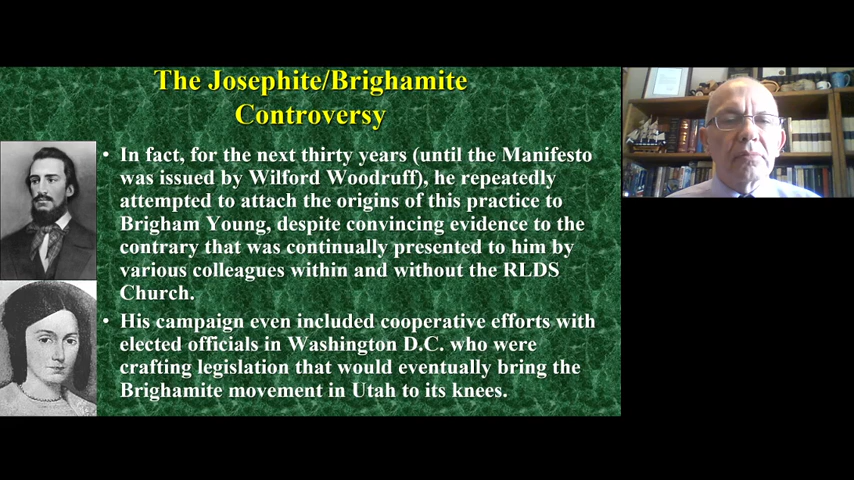 The Josephite/Brighamite
Controversy
• In fact, for the next thirty years (until the Manifesto
was issued by Wilford Woodruff), he repeatedly
attempted to attach the origins of this practice to
Brigham Young, despite convincing evidence to the
contrary that was continually presented to him by
various colleagues within and without the RLDS
Church.
• His campaign even included cooperative efforts with
elected officials in Washington D.C. who were
crafting legislation that would eventually bring the
Brighamite movement in Utah to its knees.